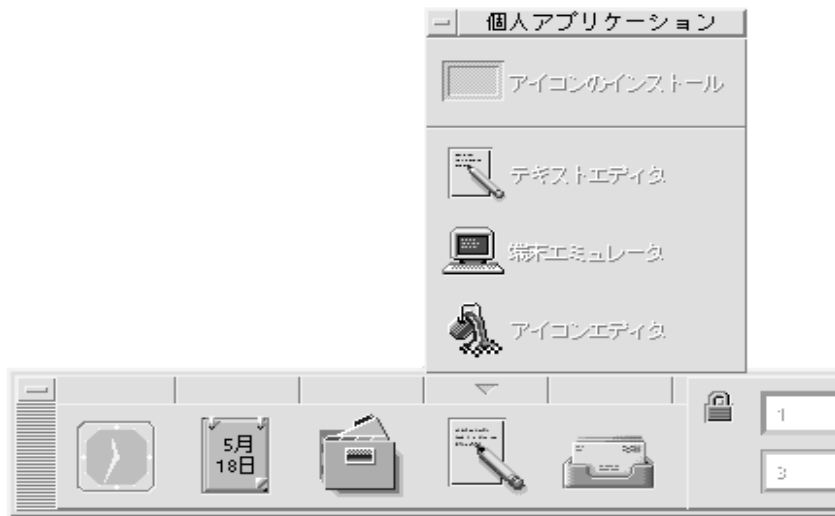 個人アプリケーション
アイコンのインストール
テキストエディタ
端末エミュレータ
アイコンエディタ
5月
18日
1
3